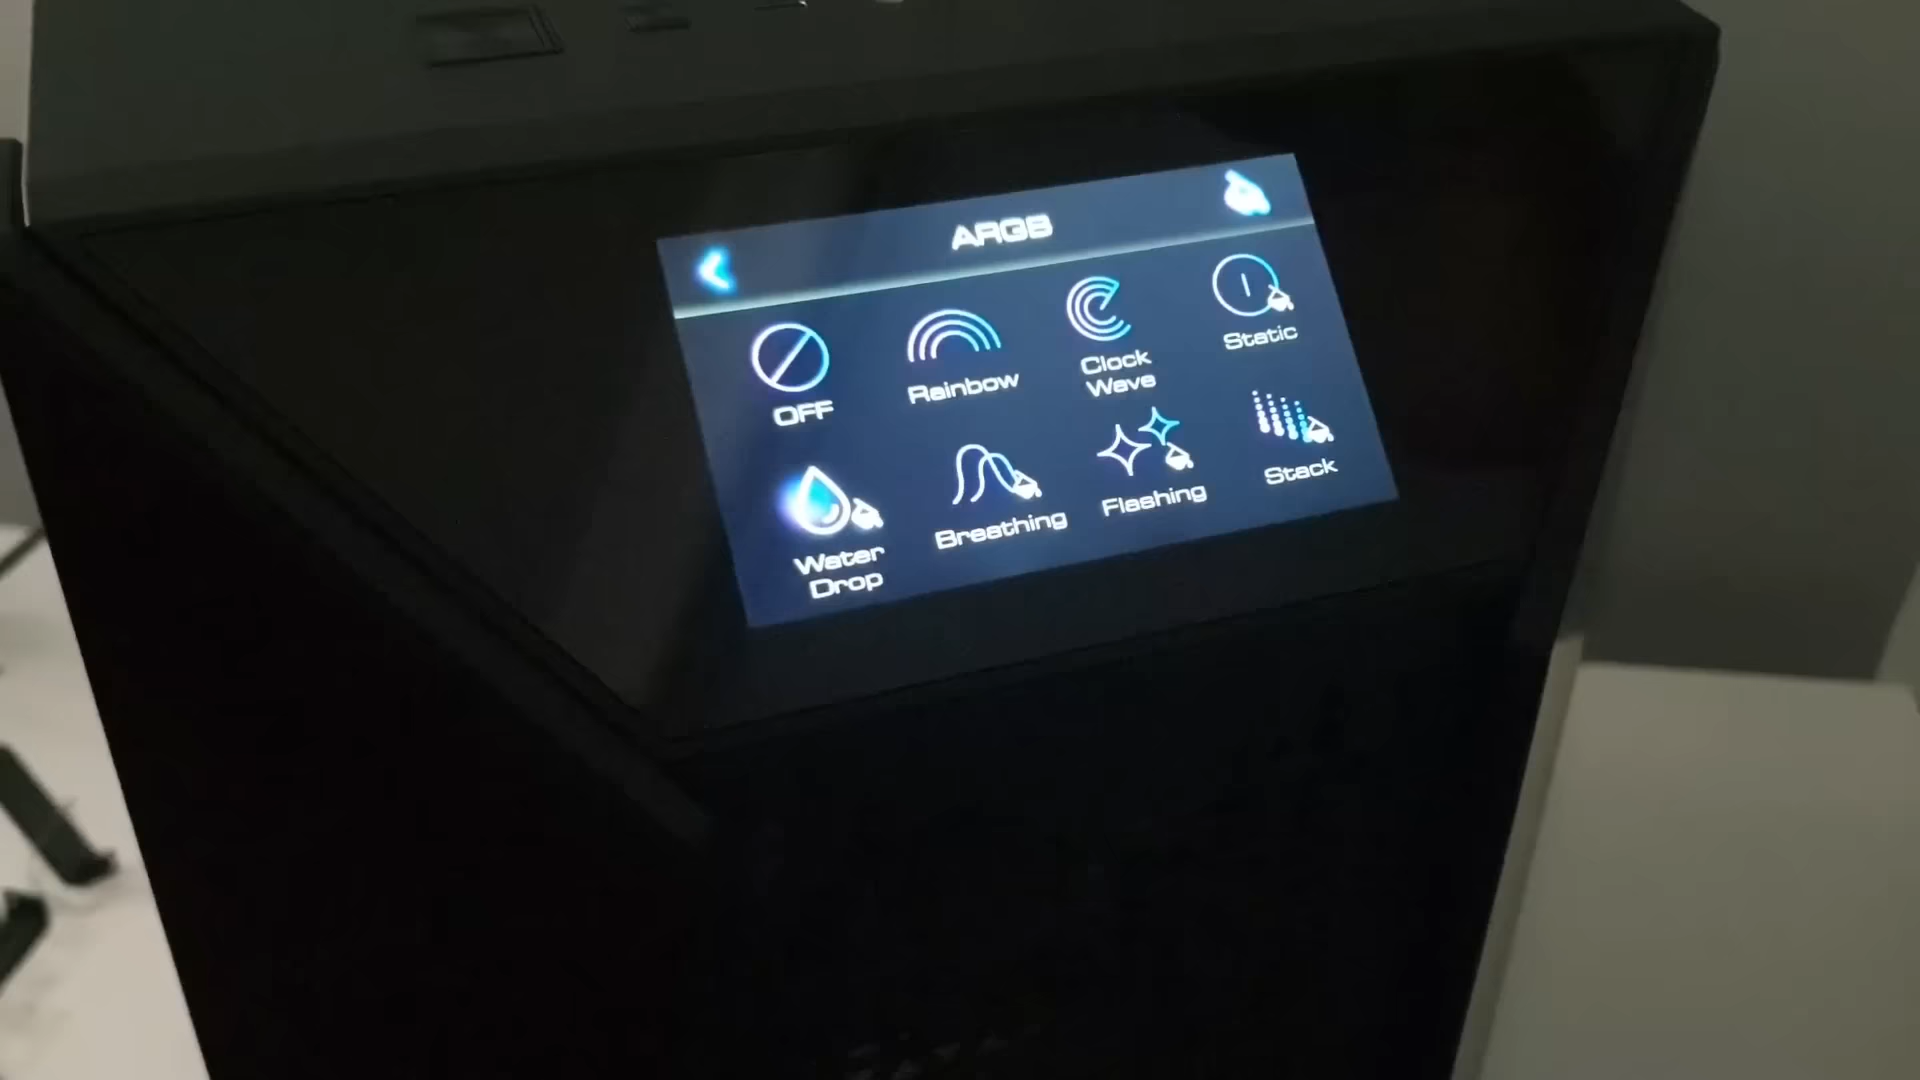 ARGB
OFF
Rainbow
Clock
Wave
Static
Water
Drop
Breathing
Flashing
Stack